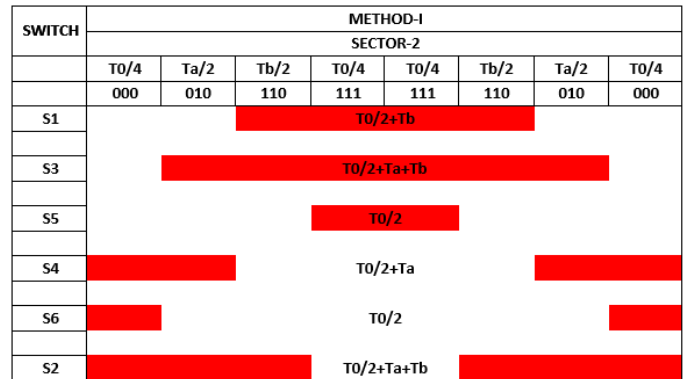 METHOD-I
SWITCH
SECTOR-2
T0/4 Ta/2 Tb/2 T0/4 T0/4 Tb/2 Ta/2 T0/4
000 010 110 111 111 110 010 000
S1 T0/2+Tb
S3 T0/2+Ta+Tb
S5 T0/2
S4 T0/2+Ta
S6 T0/2
S2 T0/2+Ta+Tb